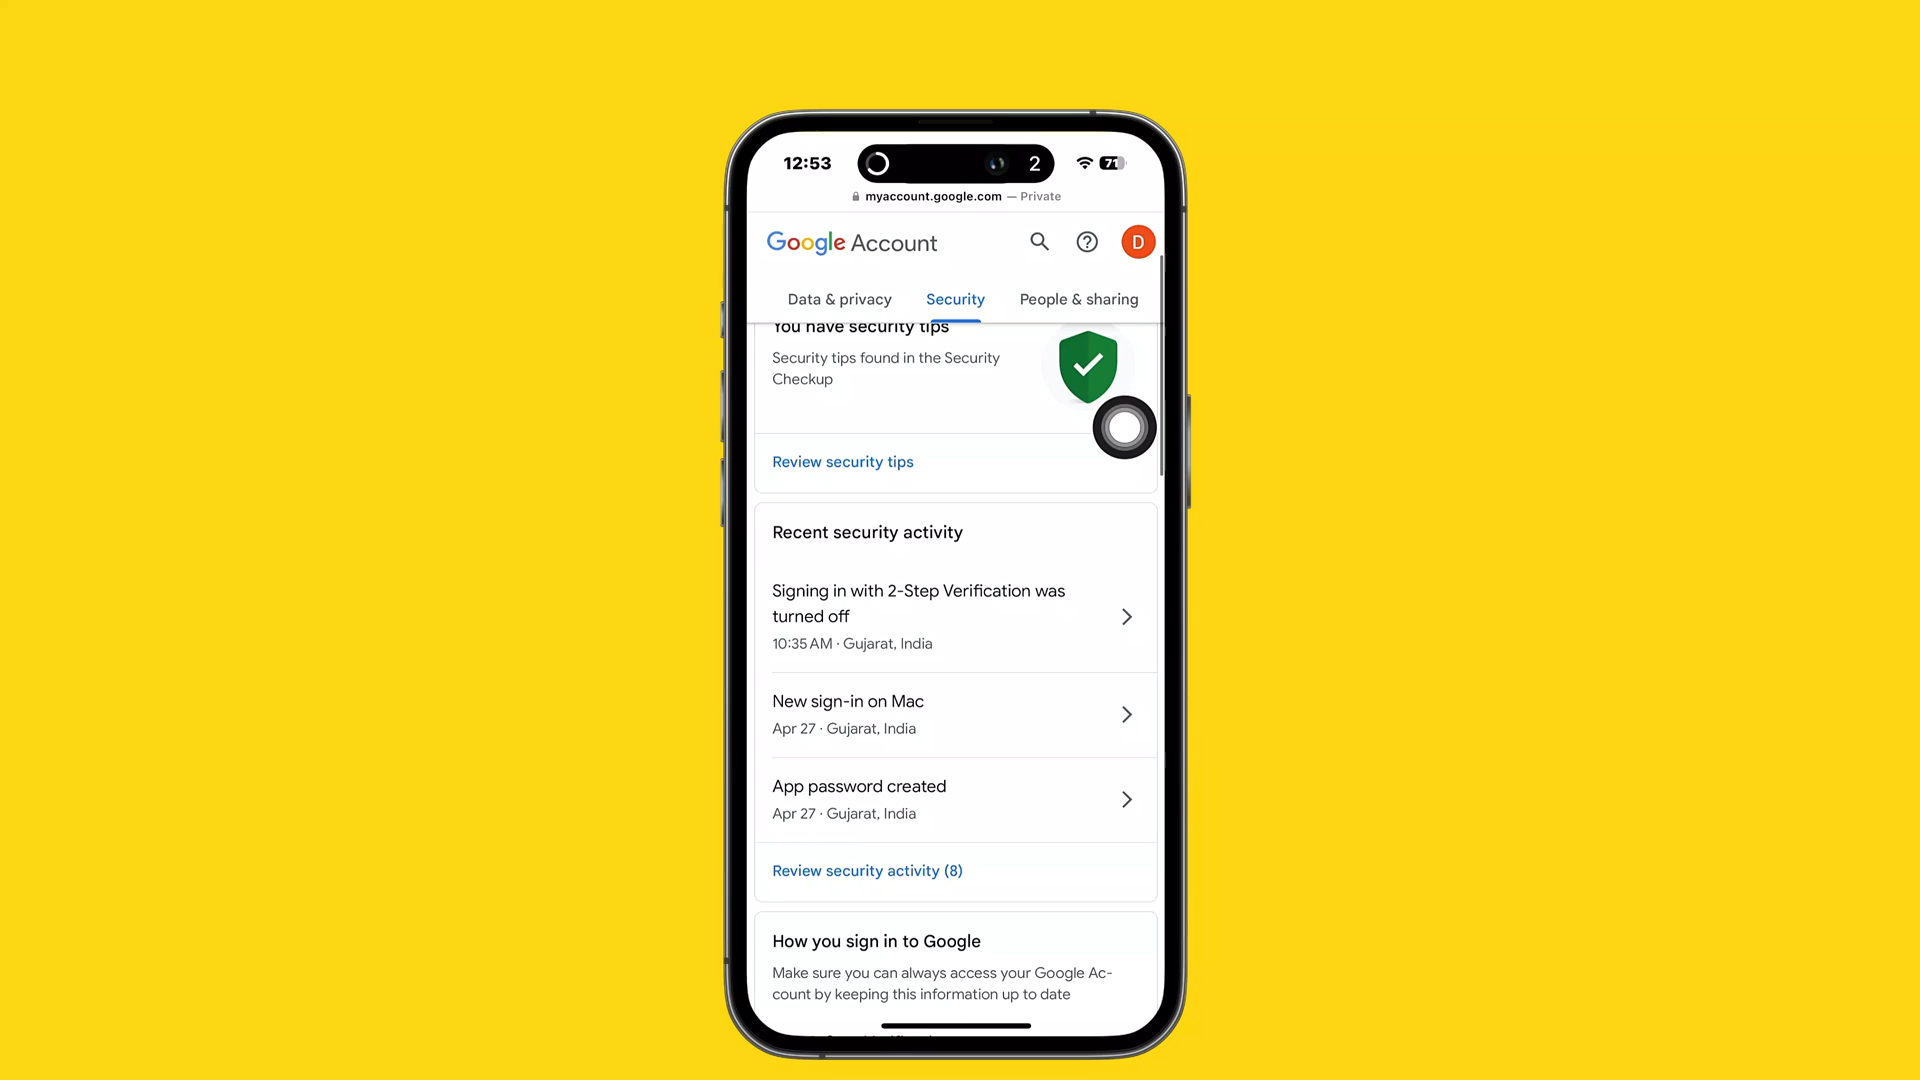 12:53
2
71
myaccount.google.com — Private
Google Account
D
Data & privacy
Security
People & sharing
You have security tips
Security tips found in the Security
Checkup
Review security tips
Recent security activity
Signing in with 2-Step Verification was
turned off
10:35 AM · Gujarat, India
New sign-in on Mac
Apr 27 · Gujarat, India
App password created
Apr 27 · Gujarat, India
Review security activity (8)
How you sign in to Google
Make sure you can always access your Google Ac-
count by keeping this information up to date